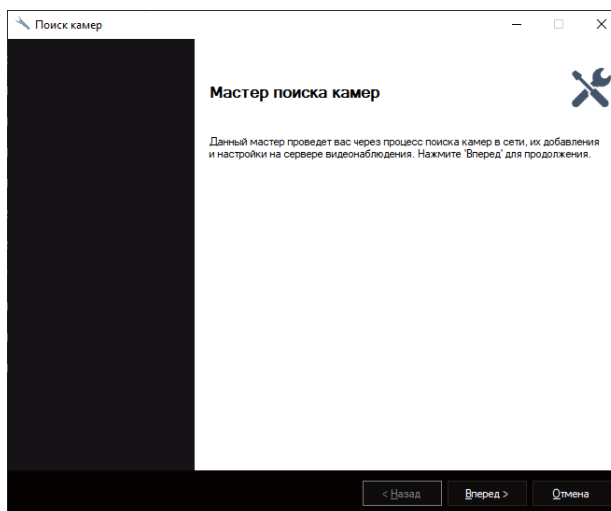 Поиск камер
Мастер поиска камер
Данный мастер проведет вас через процесс поиска камер в сети, их добавления
и настройки на сервере видеонаблюдения. Нажмите 'Вперед' для продолжения.
< Назад
Вперед >
Отмена